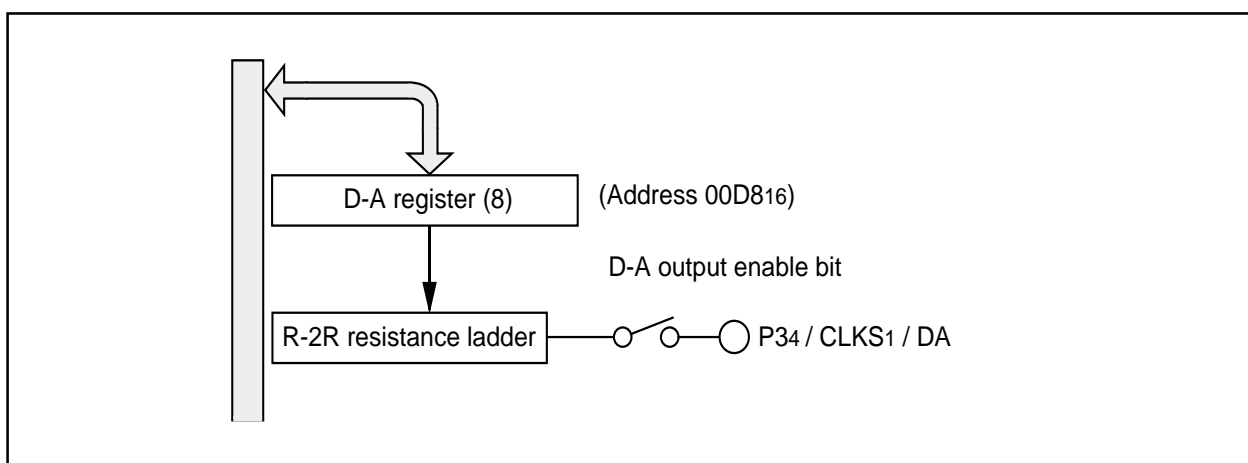 D-A register (8)
(Address 00D816)
D-A output enable bit
R-2R resistance ladder
P34 / CLKS1 / DA